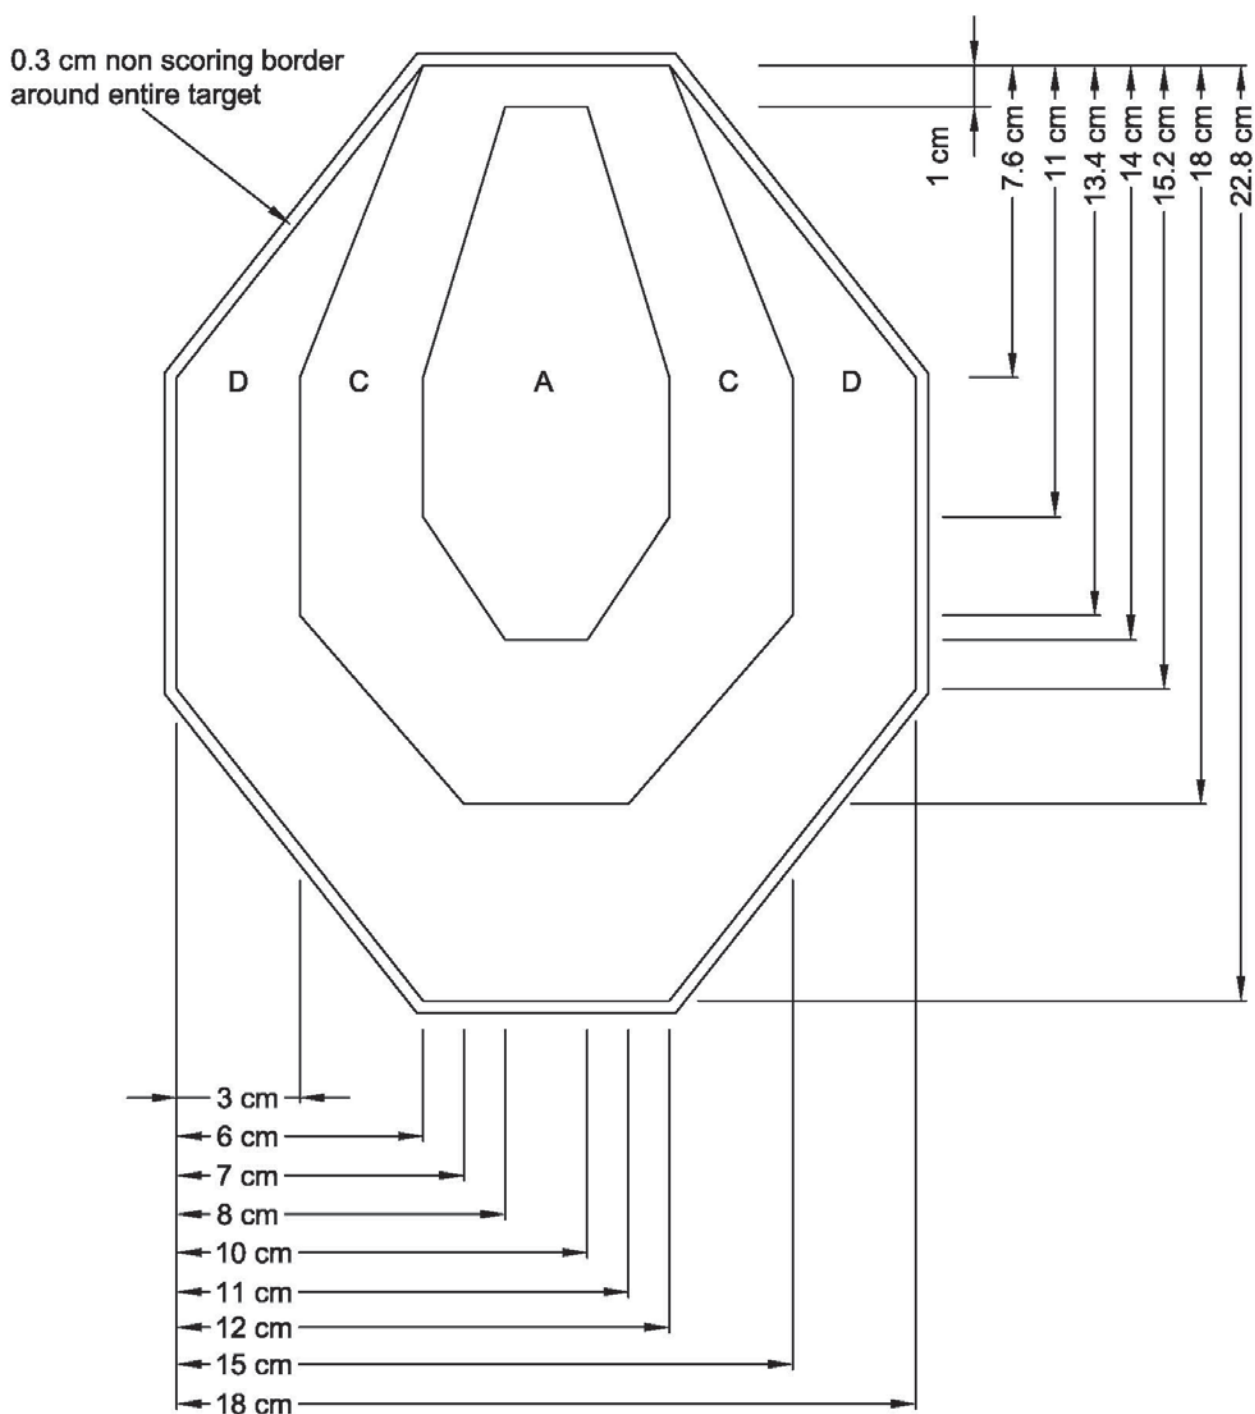 0.3 cm non scoring border
around entire target
1 cm
7.6 cm
11 cm
13.4 cm
14 cm
15.2 cm
18 cm
22.8 cm
D
C
A
C
D
3 cm
6 cm
7 cm
8 cm
10 cm
11 cm
12 cm
15 cm
18 cm